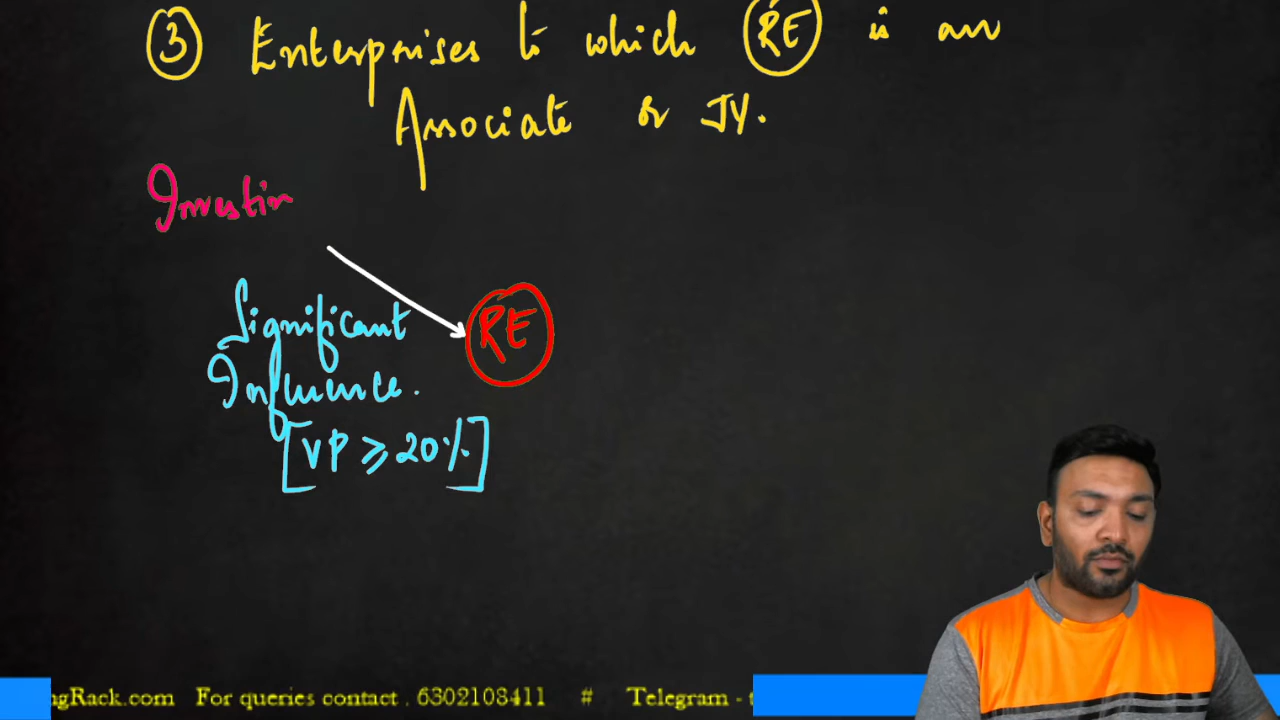 ③ Enterprises to which RE is an
Associate or JV.
Investin
RE
Significant
Influence.
[VP ≥ 20%]
ngRack.com For queries contact . 6302108411 # Telegram - t